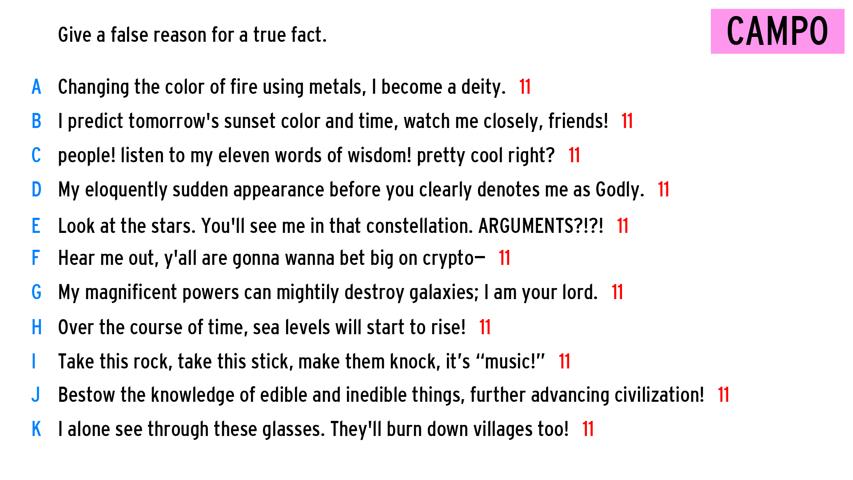 Give a false reason for a true fact.
CAMPO
A Changing the color of fire using metals, I become a deity. 11
B I predict tomorrow's sunset color and time, watch me closely, friends! 11
C people! listen to my eleven words of wisdom! pretty cool right? 11
D My eloquently sudden appearance before you clearly denotes me as Godly. 11
E Look at the stars. You'll see me in that constellation. ARGUMENTS?!?! 11
F Hear me out, y'all are gonna wanna bet big on crypto— 11
G My magnificent powers can mightily destroy galaxies; I am your lord. 11
H Over the course of time, sea levels will start to rise! 11
I Take this rock, take this stick, make them knock, it’s “music!” 11
J Bestow the knowledge of edible and inedible things, further advancing civilization! 11
K I alone see through these glasses. They'll burn down villages too! 11